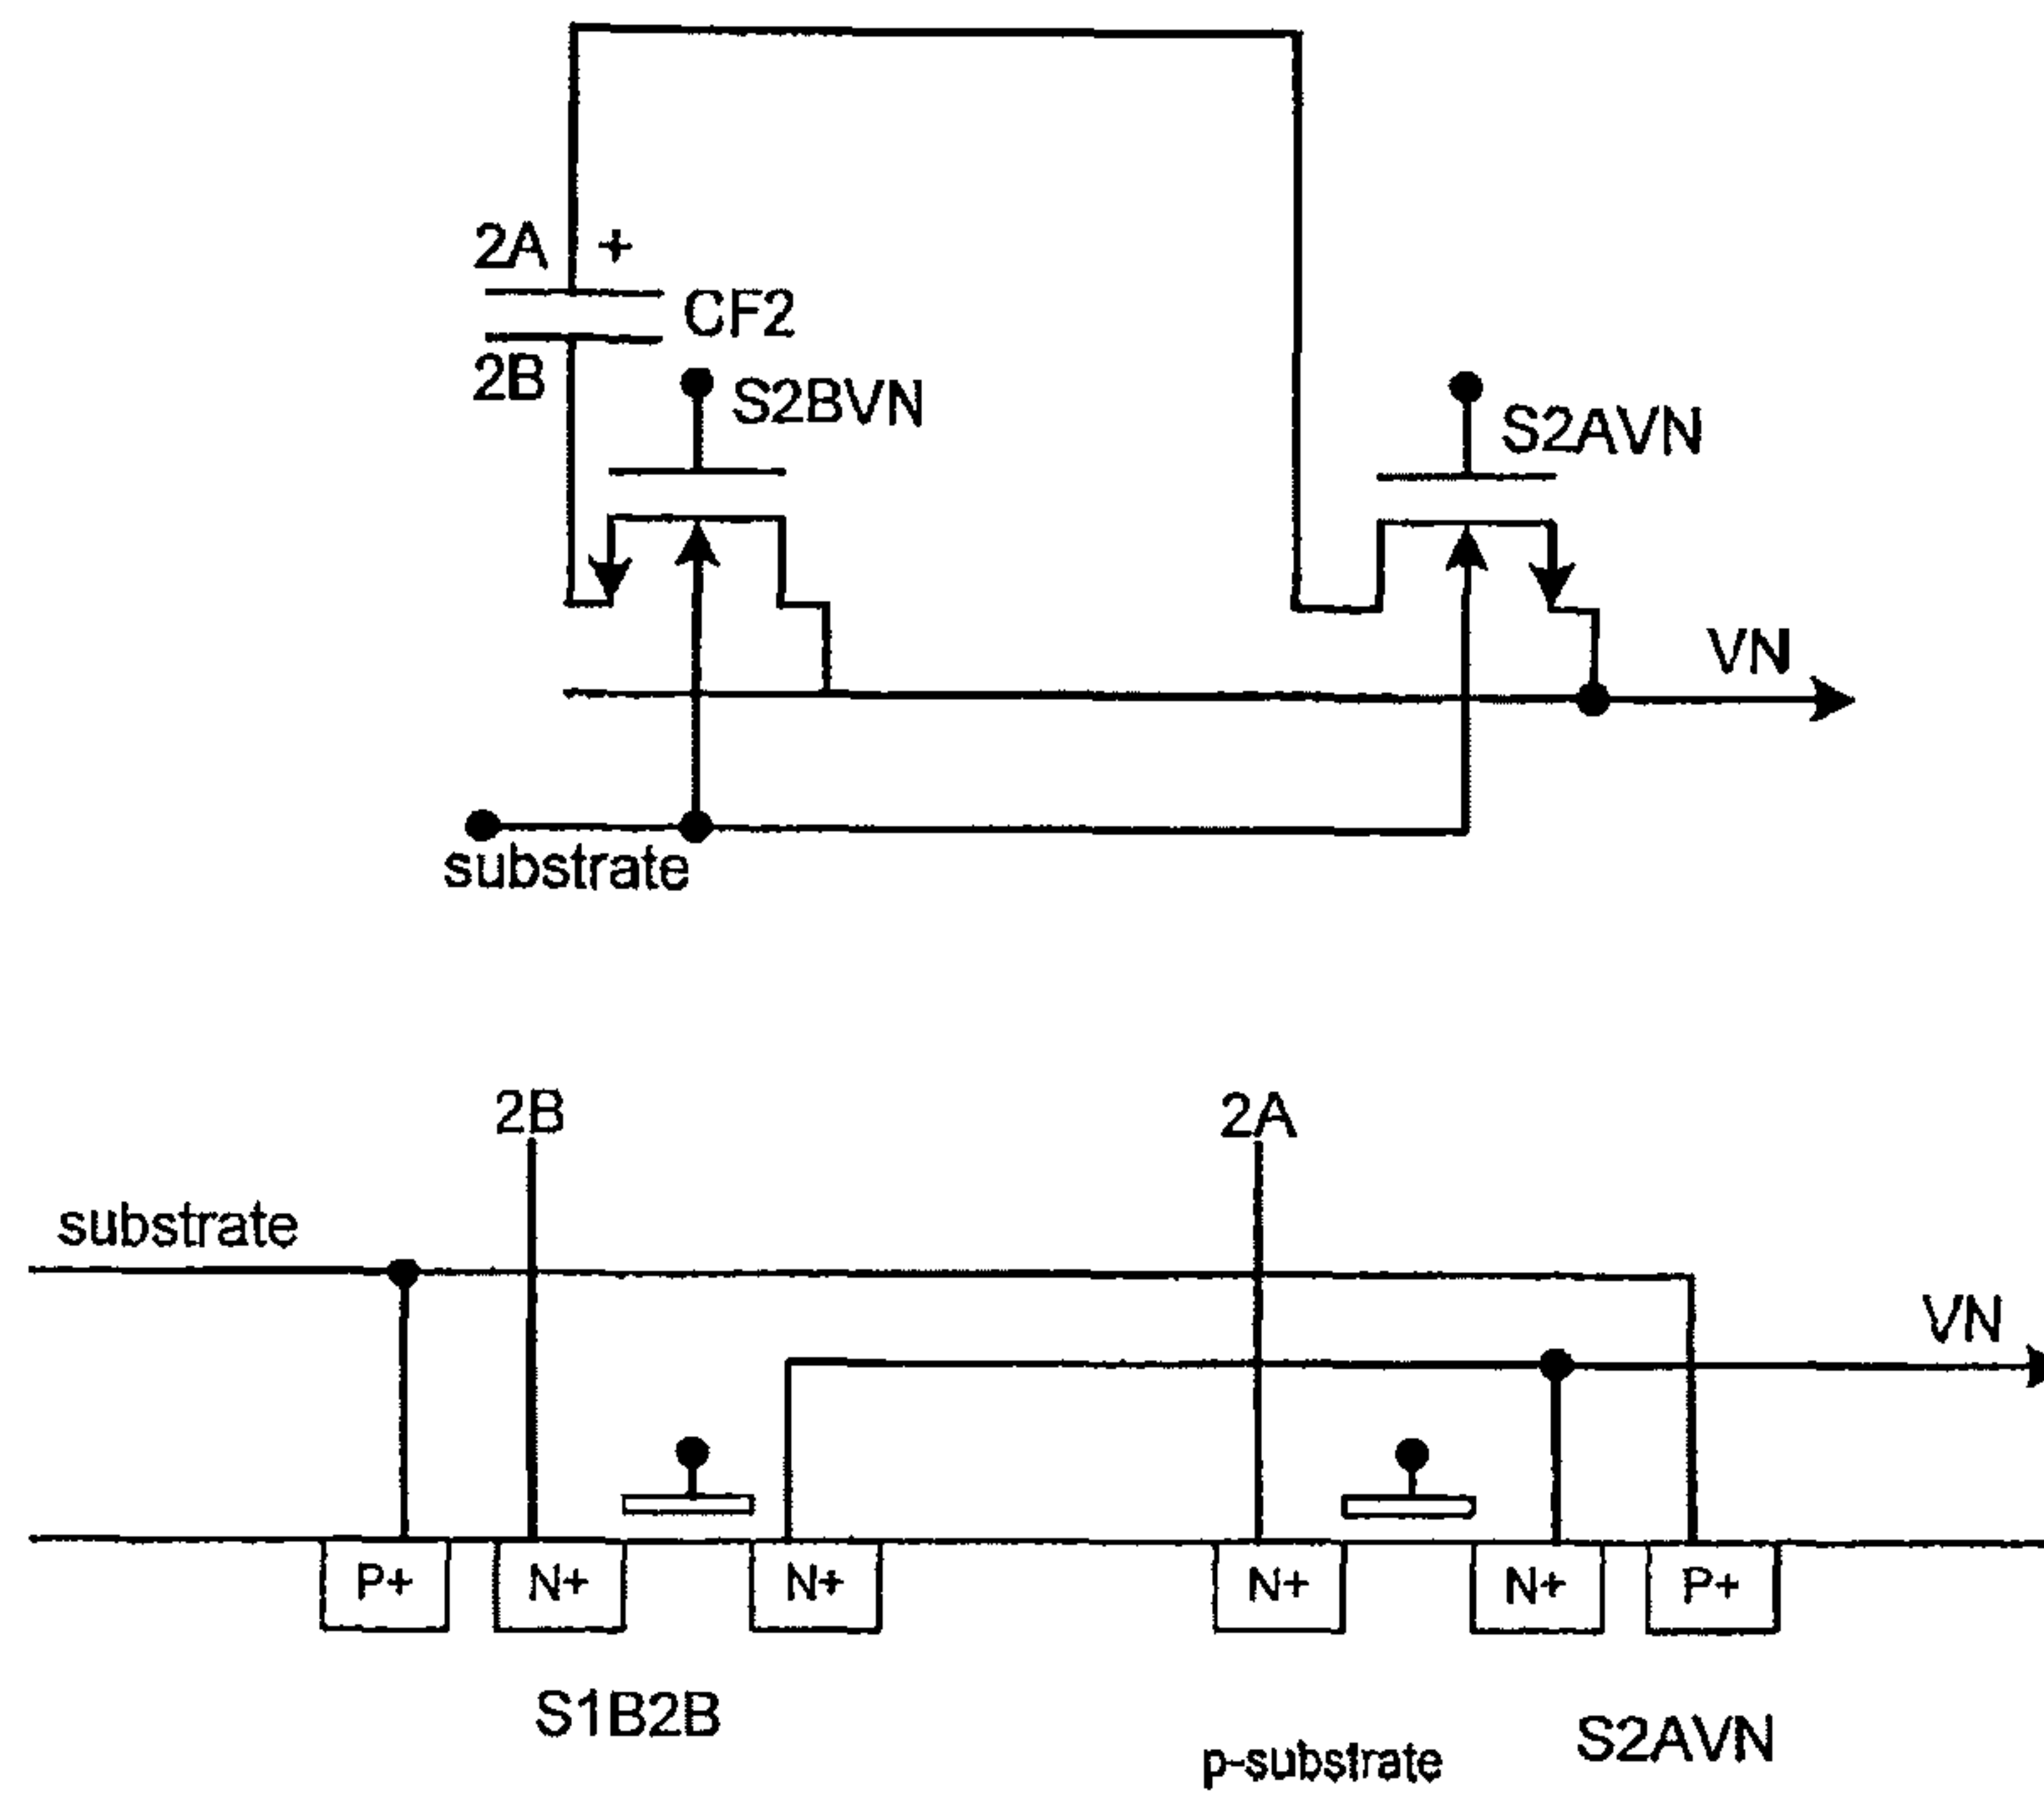 2A +
CF2
2B
S2BVN
S2AVN
VN
substrate
2B
2A
substrate
VN
P+ N+ N+ N+ N+ P+
S1B2B
S2AVN
p-substrate